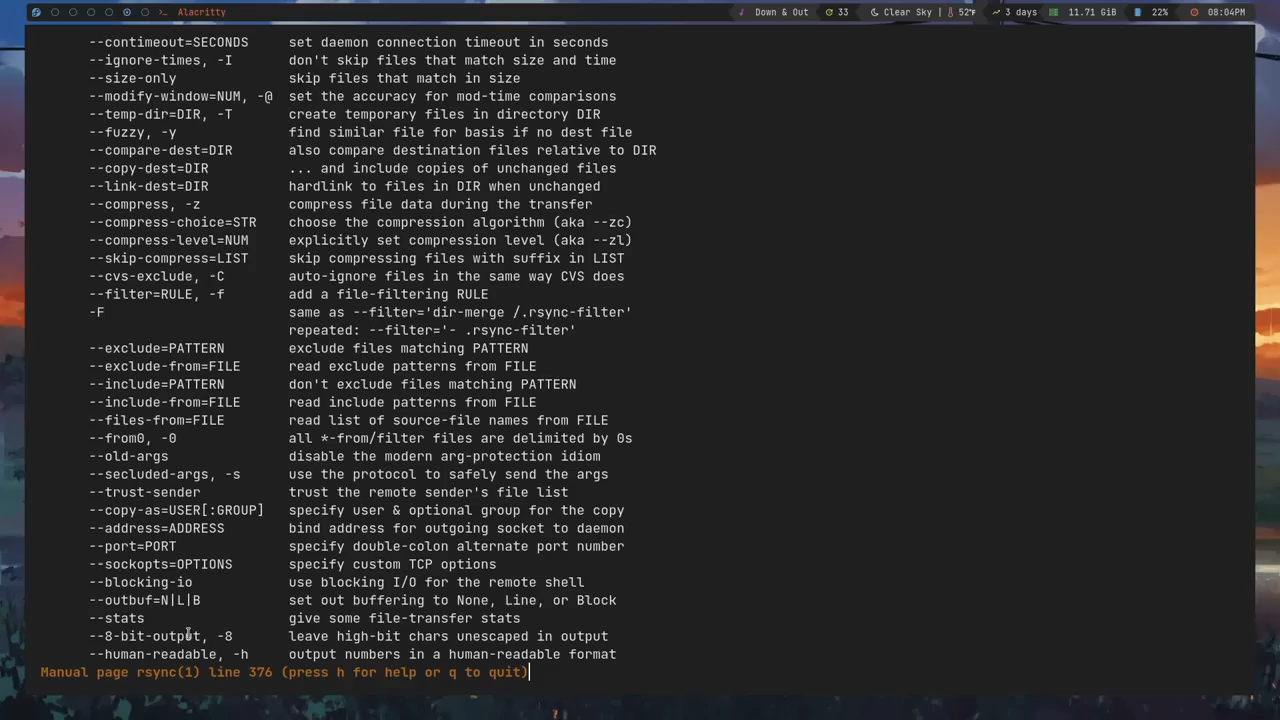 >_ Alacritty
Down & Out 33 Clear Sky | 52°F 3 days 11.71 GiB 22% 08:04PM
--contimeout=SECONDS set daemon connection timeout in seconds
--ignore-times, -I don't skip files that match size and time
--size-only skip files that match in size
--modify-window=NUM, -@ set the accuracy for mod-time comparisons
--temp-dir=DIR, -T create temporary files in directory DIR
--fuzzy, -y find similar file for basis if no dest file
--compare-dest=DIR also compare destination files relative to DIR
--copy-dest=DIR ... and include copies of unchanged files
--link-dest=DIR hardlink to files in DIR when unchanged
--compress, -z compress file data during the transfer
--compress-choice=STR choose the compression algorithm (aka --zc)
--compress-level=NUM explicitly set compression level (aka --zl)
--skip-compress=LIST skip compressing files with suffix in LIST
--cvs-exclude, -C auto-ignore files in the same way CVS does
--filter=RULE, -f add a file-filtering RULE
-F same as --filter='dir-merge /.rsync-filter'
repeated: --filter='- .rsync-filter'
--exclude=PATTERN exclude files matching PATTERN
--exclude-from=FILE read exclude patterns from FILE
--include=PATTERN don't exclude files matching PATTERN
--include-from=FILE read include patterns from FILE
--files-from=FILE read list of source-file names from FILE
--from0, -0 all *-from/filter files are delimited by 0s
--old-args disable the modern arg-protection idiom
--secluded-args, -s use the protocol to safely send the args
--trust-sender trust the remote sender's file list
--copy-as=USER[:GROUP] specify user & optional group for the copy
--address=ADDRESS bind address for outgoing socket to daemon
--port=PORT specify double-colon alternate port number
--sockopts=OPTIONS specify custom TCP options
--blocking-io use blocking I/O for the remote shell
--outbuf=N|L|B set out buffering to None, Line, or Block
--stats give some file-transfer stats
--8-bit-output, -8 leave high-bit chars unescaped in output
--human-readable, -h output numbers in a human-readable format
Manual page rsync(1) line 376 (press h for help or q to quit)